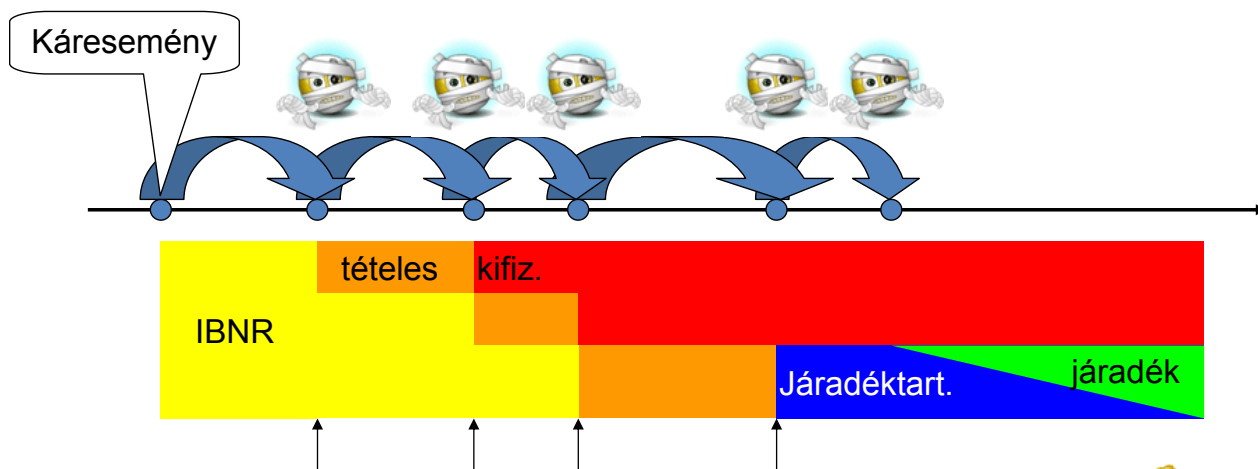 Káresemény
tételes
kifiz.
IBNR
Járadéktart.
járadék